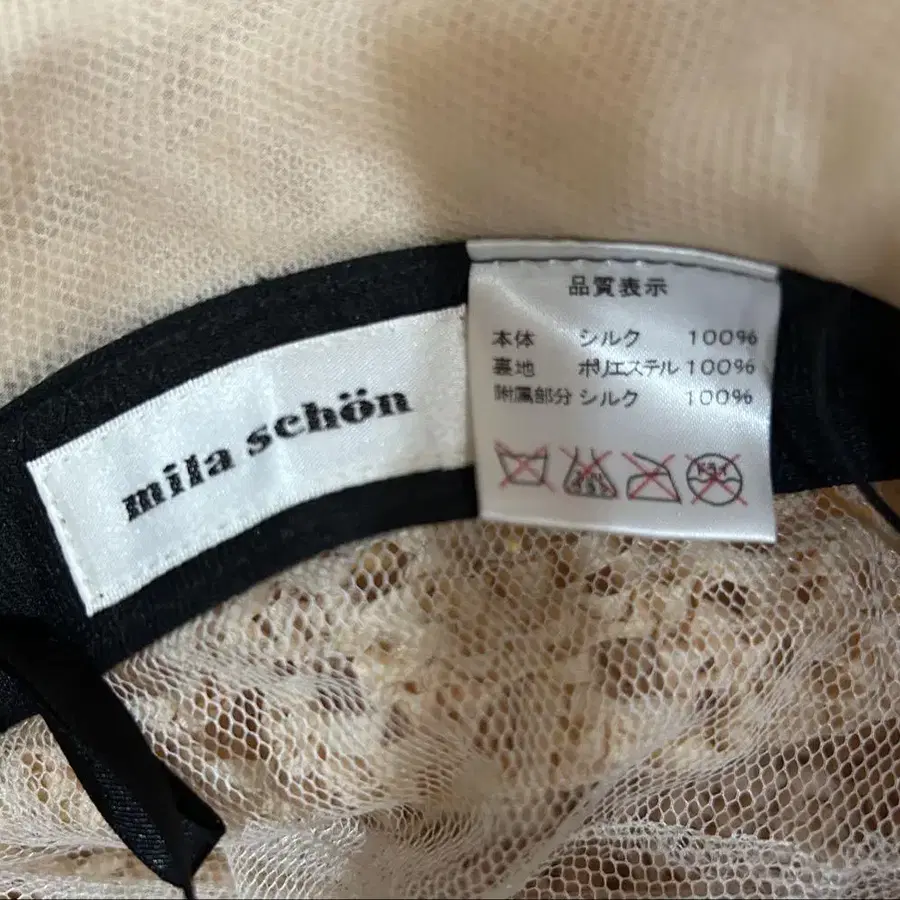 mila schön
品質表示
本体 シルク 100%
裏地 ポリエステル 100%
附属部分 シルク 100%